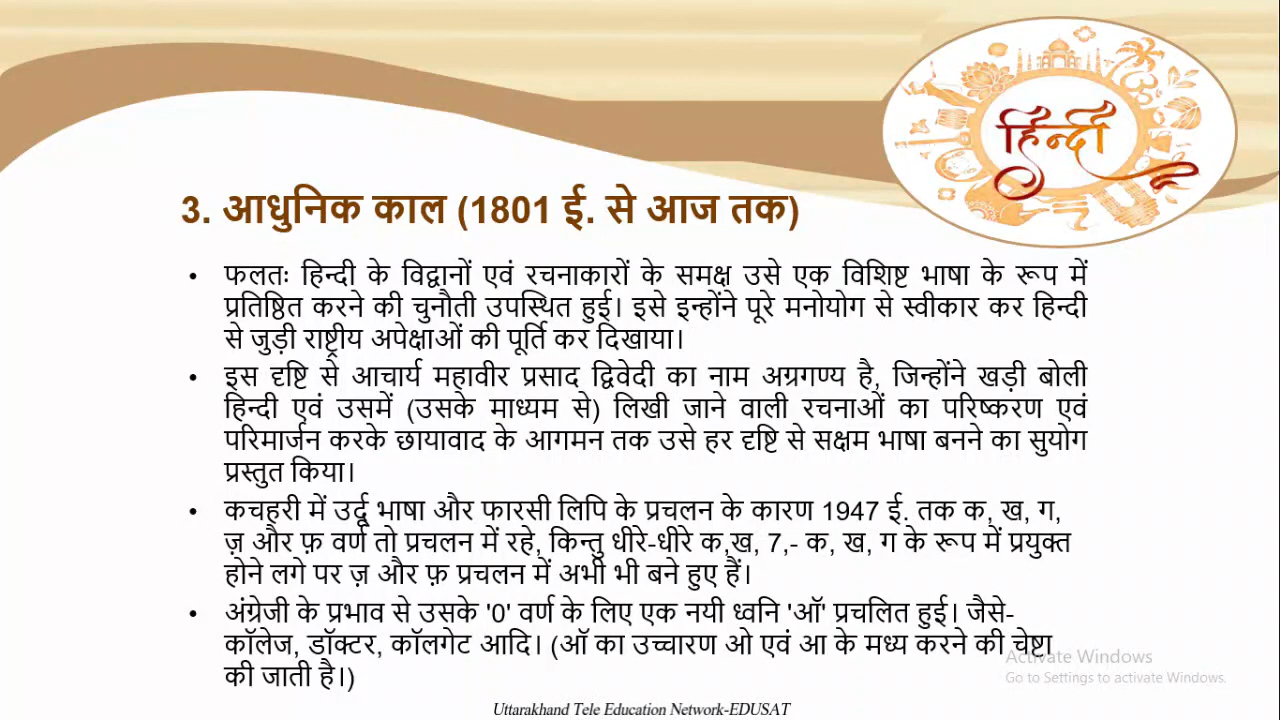 हिन्दी
3. आधुनिक काल (1801 ई. से आज तक)
• फलतः हिन्दी के विद्वानों एवं रचनाकारों के समक्ष उसे एक विशिष्ट भाषा के रूप में
प्रतिष्ठित करने की चुनौती उपस्थित हुई। इसे इन्होंने पूरे मनोयोग से स्वीकार कर हिन्दी
से जुड़ी राष्ट्रीय अपेक्षाओं की पूर्ति कर दिखाया।
• इस दृष्टि से आचार्य महावीर प्रसाद द्विवेदी का नाम अग्रगण्य है, जिन्होंने खड़ी बोली
हिन्दी एवं उसमें (उसके माध्यम से) लिखी जाने वाली रचनाओं का परिष्करण एवं
परिमार्जन करके छायावाद के आगमन तक उसे हर दृष्टि से सक्षम भाषा बनने का सुयोग
प्रस्तुत किया।
• कचहरी में उर्दू भाषा और फारसी लिपि के प्रचलन के कारण 1947 ई. तक क, ख, ग,
ज़ और फ़ वर्ण तो प्रचलन में रहे, किन्तु धीरे-धीरे क,ख, 7,- क, ख, ग के रूप में प्रयुक्त
होने लगे पर ज़ और फ़ प्रचलन में अभी भी बने हुए हैं।
• अंग्रेजी के प्रभाव से उसके '0' वर्ण के लिए एक नयी ध्वनि 'ऑ' प्रचलित हुई। जैसे-
कॉलेज, डॉक्टर, कॉलगेट आदि। (ऑ का उच्चारण ओ एवं आ के मध्य करने की चेष्टा
की जाती है।)
Activate Windows
Go to Settings to activate Windows.
Uttarakhand Tele Education Network-EDUSAT